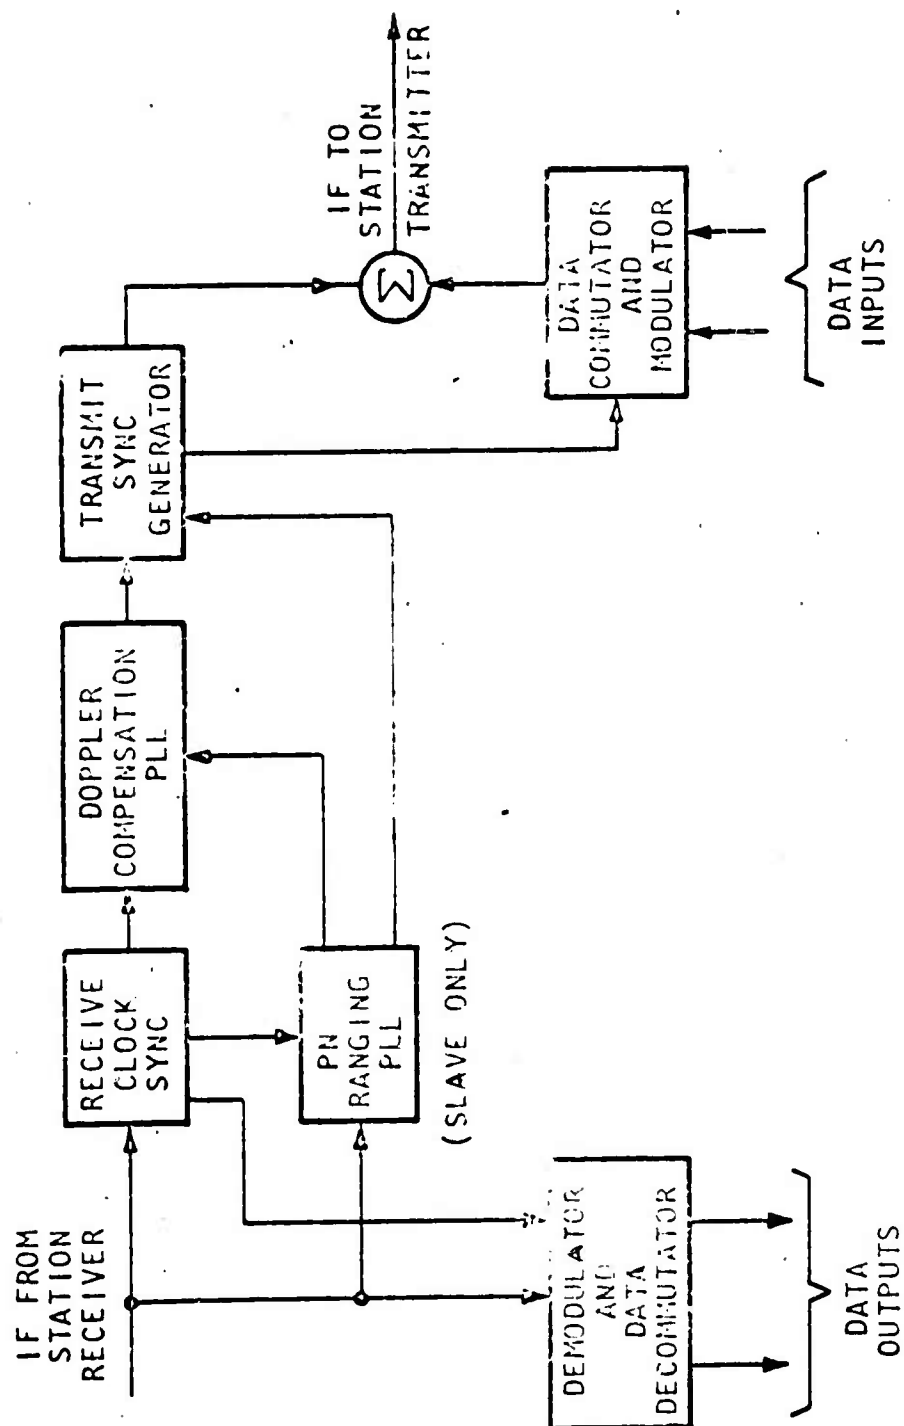 IF FROM
STATION
RECEIVER
RECEIVE
CLOCK
SYNC
DOPPLER
COMPENSATION
PLL
TRANSMIT
SYNC
GENERATOR
IF TO
STATION
TRANSMITTER
PN
RANGING
PLL
(SLAVE ONLY)
Σ
DEMODULATOR
AND
DATA
DECOMMUTATOR
DATA
COMMUTATOR
AND
MODULATOR
DATA
OUTPUTS
DATA
INPUTS